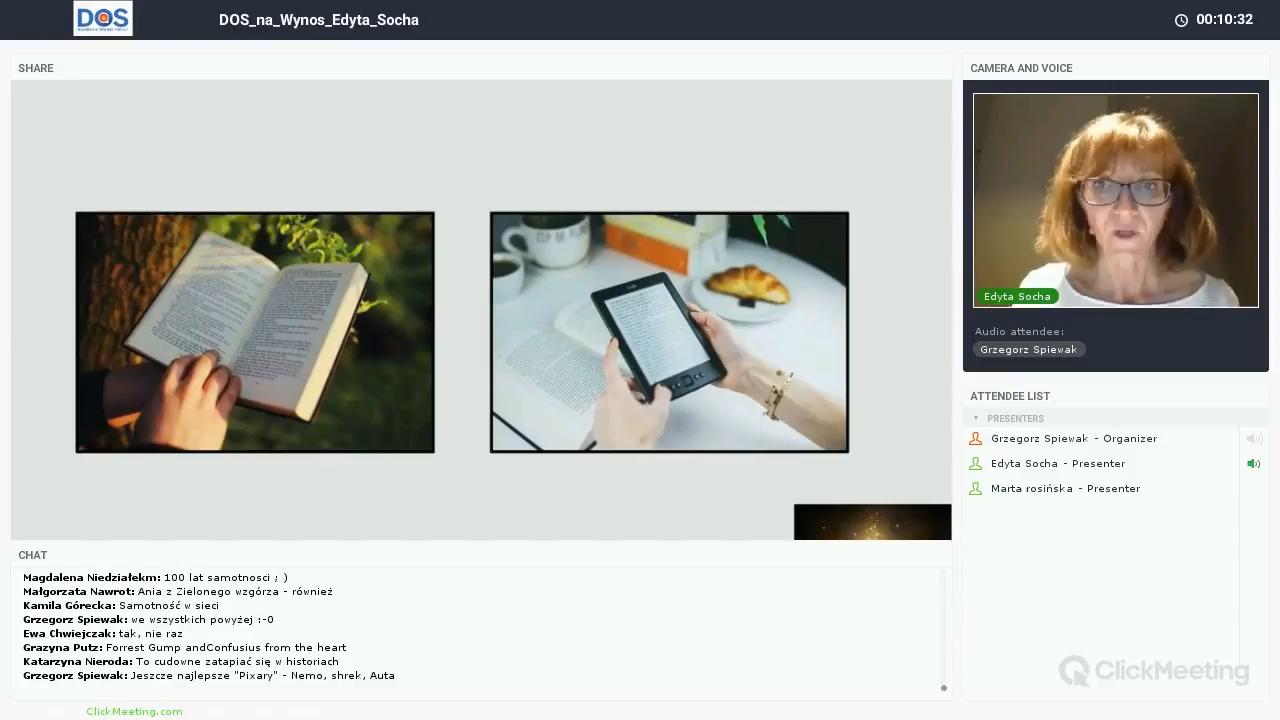 DOS
DOS_na_Wynos_Edyta_Socha
00:10:32
SHARE
CAMERA AND VOICE
Edyta Socha
Audio attendee:
Grzegorz Spiewak
ATTENDEE LIST
PRESENTERS
Grzegorz Spiewak - Organizer
Edyta Socha - Presenter
Marta rosińska - Presenter
CHAT
Magdalena Niedziałekm: 100 lat samotnosci ; )
Małgorzata Nawrot: Ania z Zielonego wzgórza - również
Kamila Górecka: Samotność w sieci
Grzegorz Spiewak: we wszystkich powyżej :-0
Ewa Chwiejczak: tak, nie raz
Grazyna Putz: Forrest Gump andConfusius from the heart
Katarzyna Nieroda: To cudowne zatapiać się w historiach
Grzegorz Spiewak: Jeszcze najlepsze "Pixary" - Nemo, shrek, Auta
ClickMeeting
ClickMeeting.com